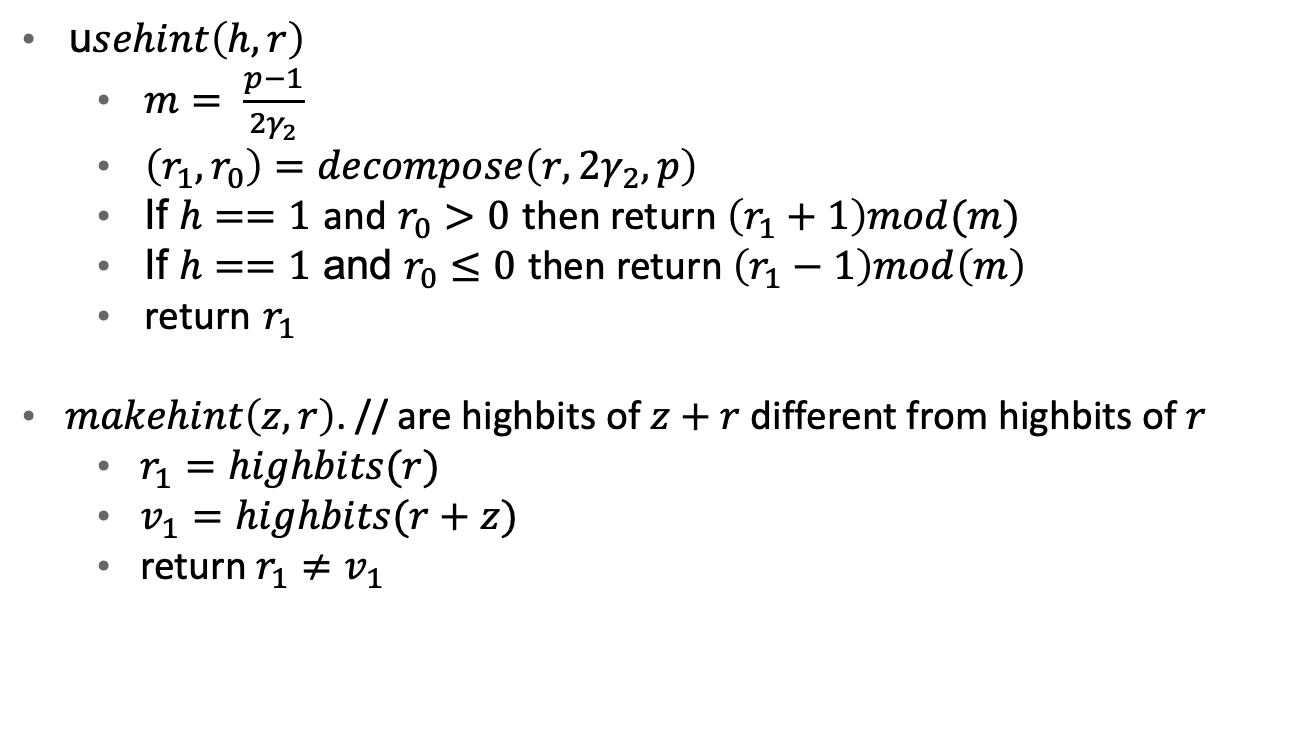 • usehint(h, r)
• m = \frac{p−1}{2γ₂}
• (r₁, r₀) = decompose(r, 2γ₂, p)
• If h == 1 and r₀ > 0 then return (r₁ + 1)mod(m)
• If h == 1 and r₀ ≤ 0 then return (r₁ − 1)mod(m)
• return r₁
• makehint(z, r). // are highbits of z + r different from highbits of r
• r₁ = highbits(r)
• v₁ = highbits(r + z)
• return r₁ ≠ v₁